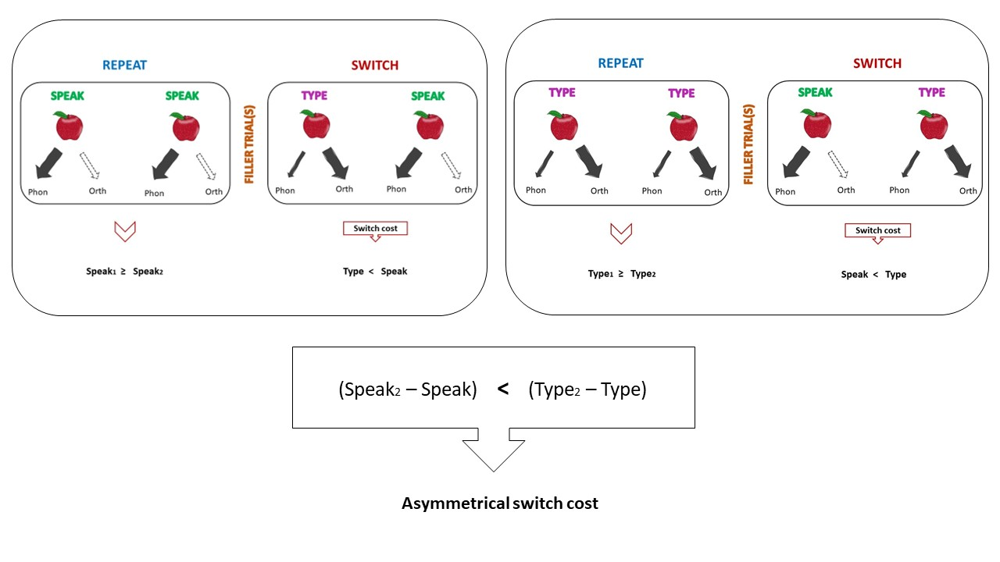 REPEAT
SWITCH
SPEAK
SPEAK
TYPE
SPEAK
FILLER TRIAL(S)
Phon
Orth
Phon
Orth
Phon
Orth
Phon
Orth
Switch cost
Speak1 ≥ Speak2
Type < Speak
REPEAT
SWITCH
TYPE
TYPE
SPEAK
TYPE
FILLER TRIAL(S)
Phon
Orth
Phon
Orth
Phon
Orth
Phon
Orth
Switch cost
Type1 ≥ Type2
Speak < Type
(Speak2 – Speak) < (Type2 – Type)
Asymmetrical switch cost